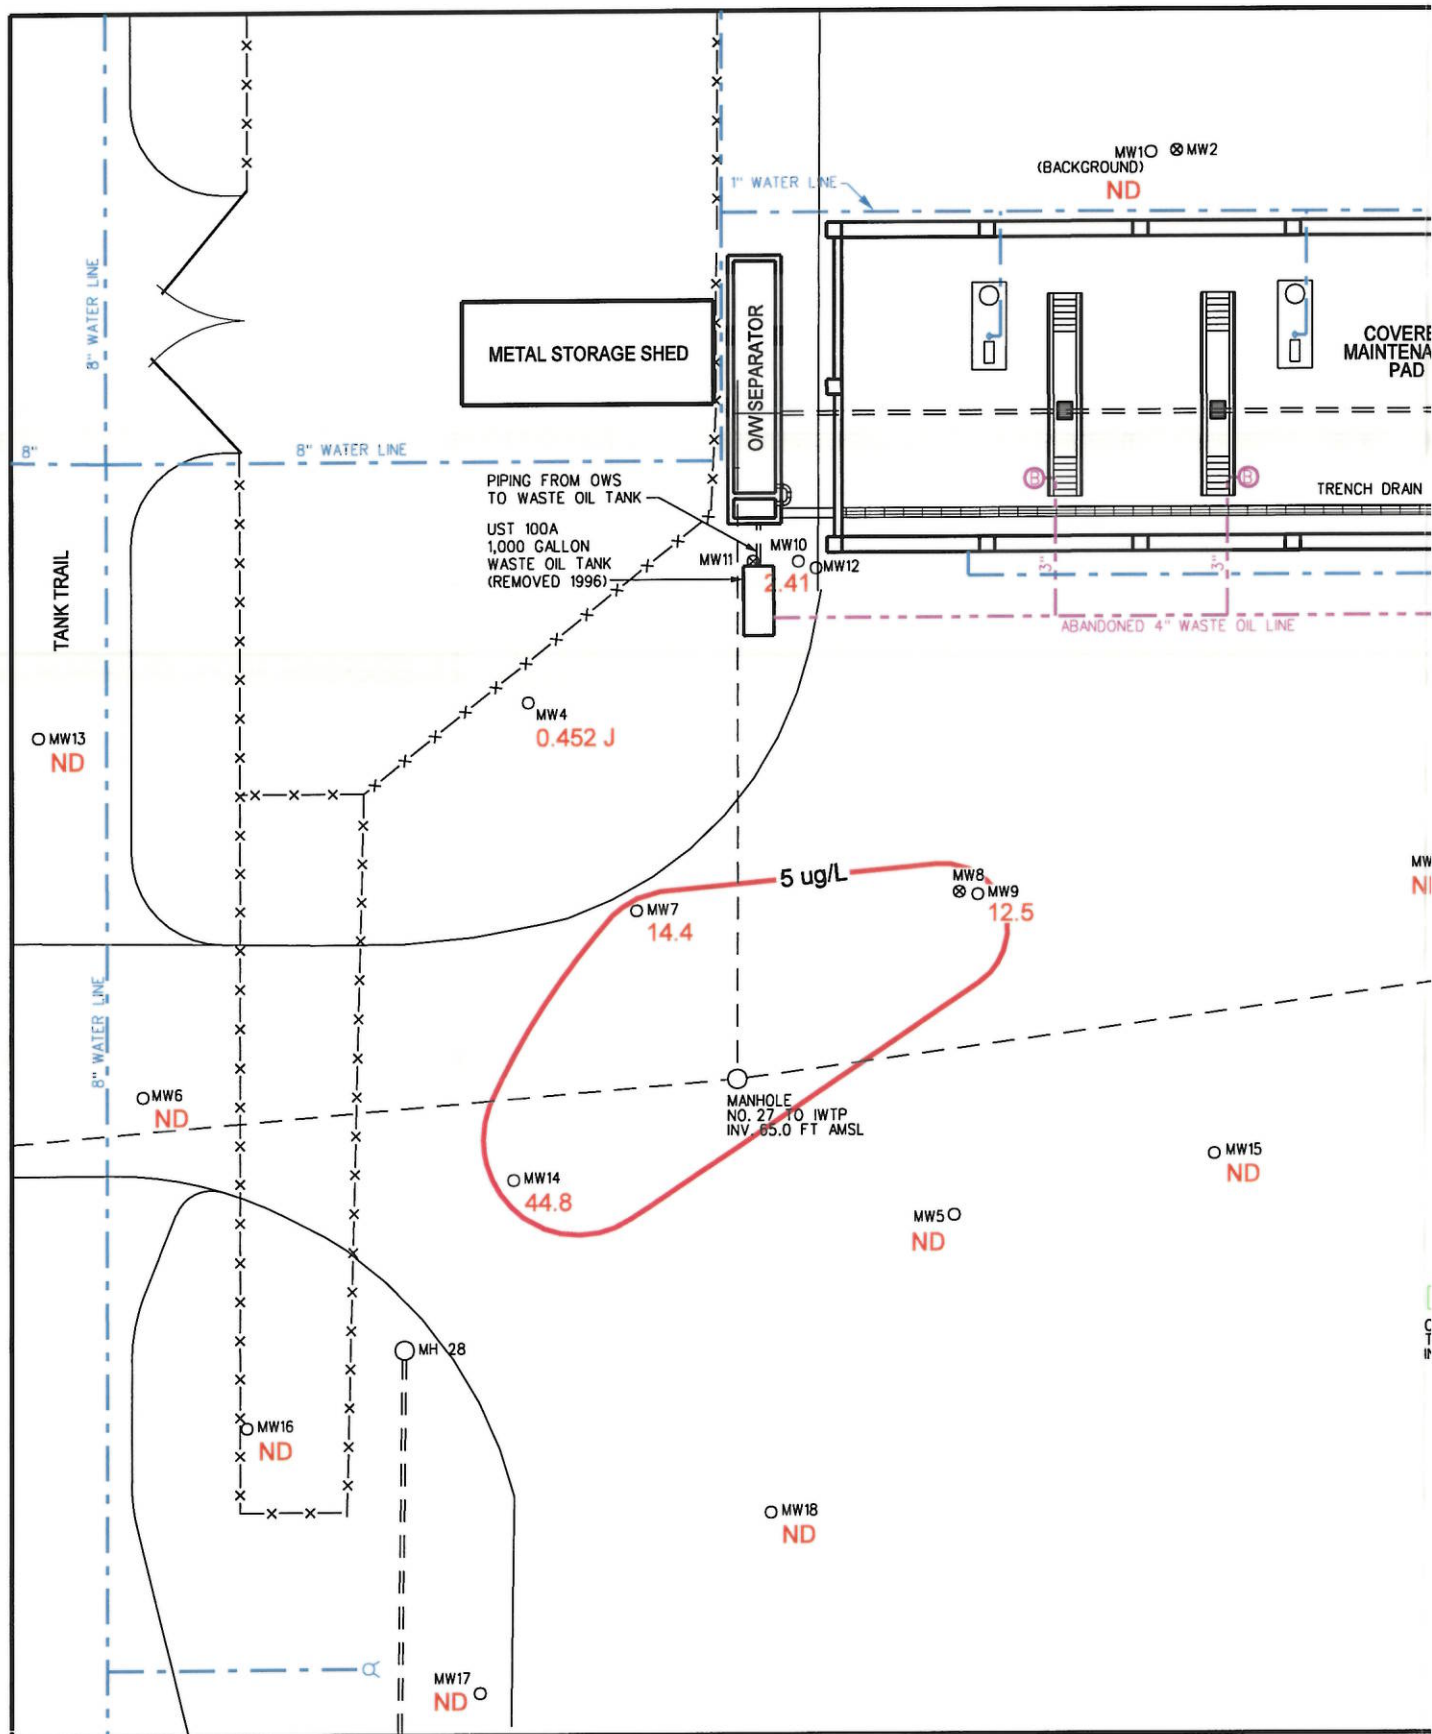 MW1
MW2
(BACKGROUND)
ND
1" WATER LINE
8" WATER LINE
METAL STORAGE SHED
O/W SEPARATOR
COVERE
MAINTENA
PAD
8"
8" WATER LINE
PIPING FROM OWS
TO WASTE OIL TANK
B
B
TRENCH DRAIN
UST 100A
1,000 GALLON
WASTE OIL TANK
(REMOVED 1996)
MW11
MW10
MW12
2.41
3"
3"
ABANDONED 4" WASTE OIL LINE
TANK TRAIL
MW4
0.452 J
MW13
ND
5 ug/L
MW
MW8
MW9
12.5
MW7
14.4
8" WATER LINE
MW6
ND
MANHOLE
NO. 27 TO IWTP
INV. 65.0 FT AMSL
MW15
ND
MW14
44.8
MW5
ND
MH 28
MW16
ND
MW18
ND
MW17
ND